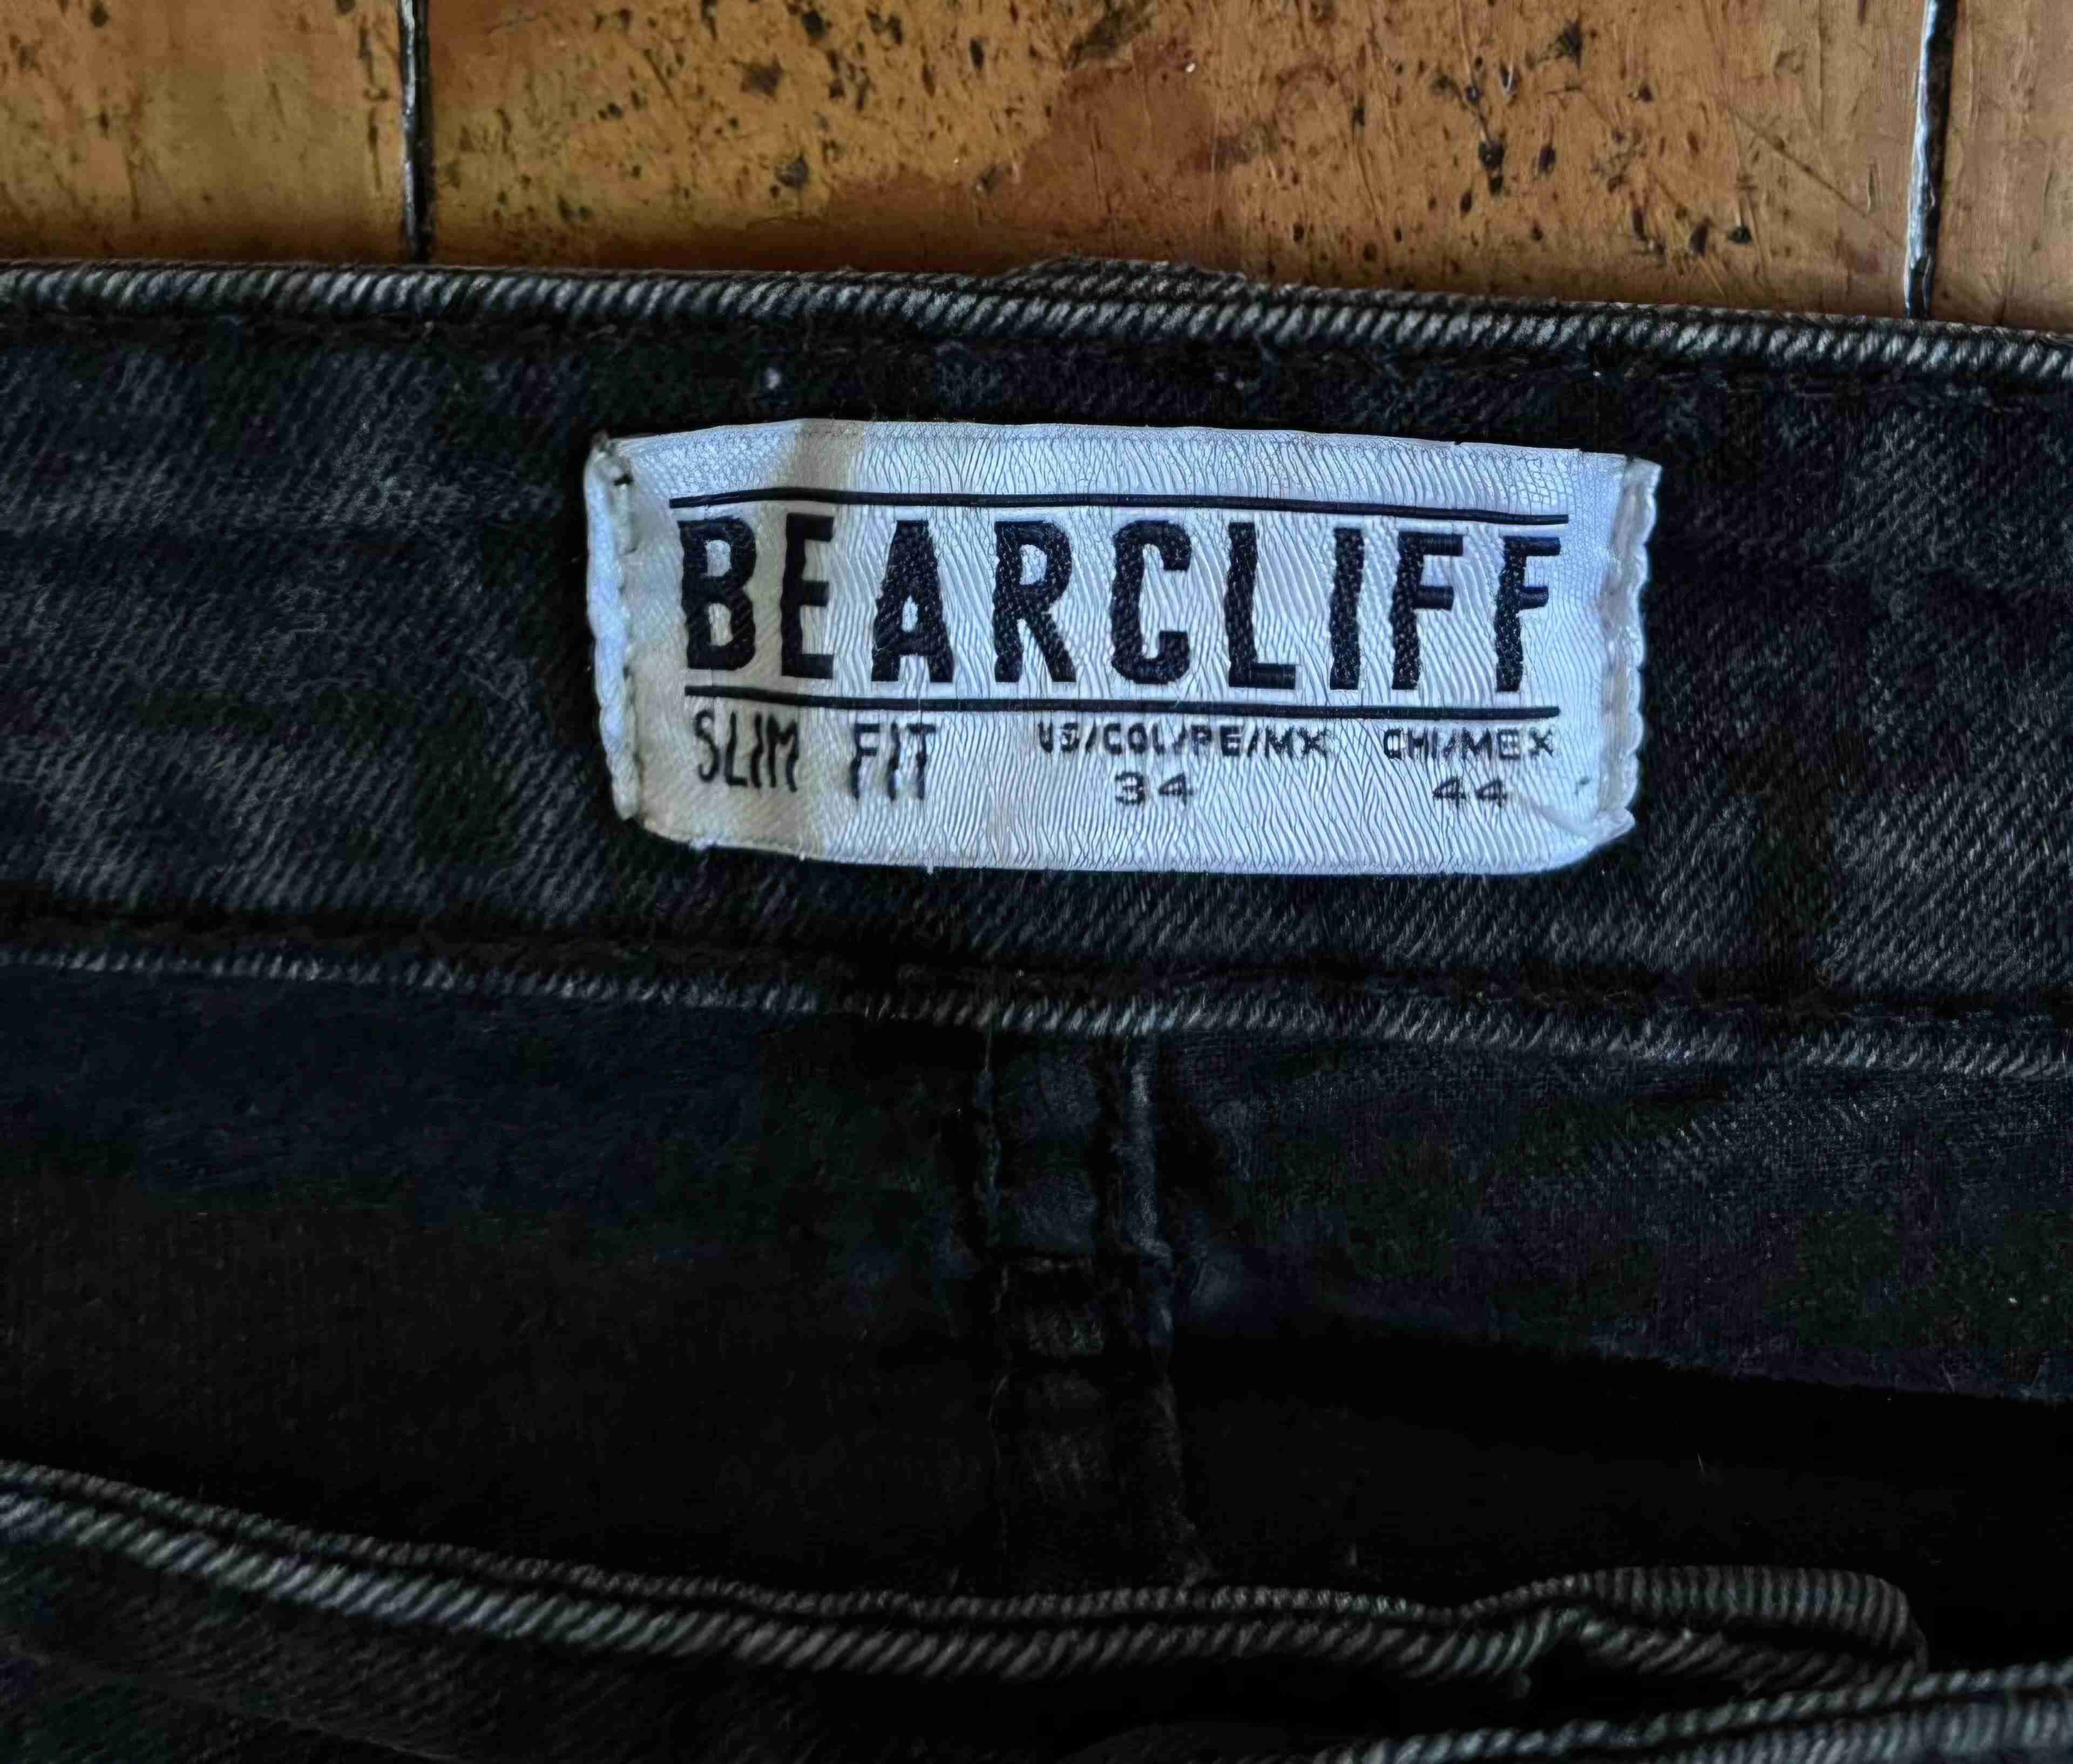 BEARCLIFF
SLIM FIT US/COL/PE/MX CHI/MEX
34 44